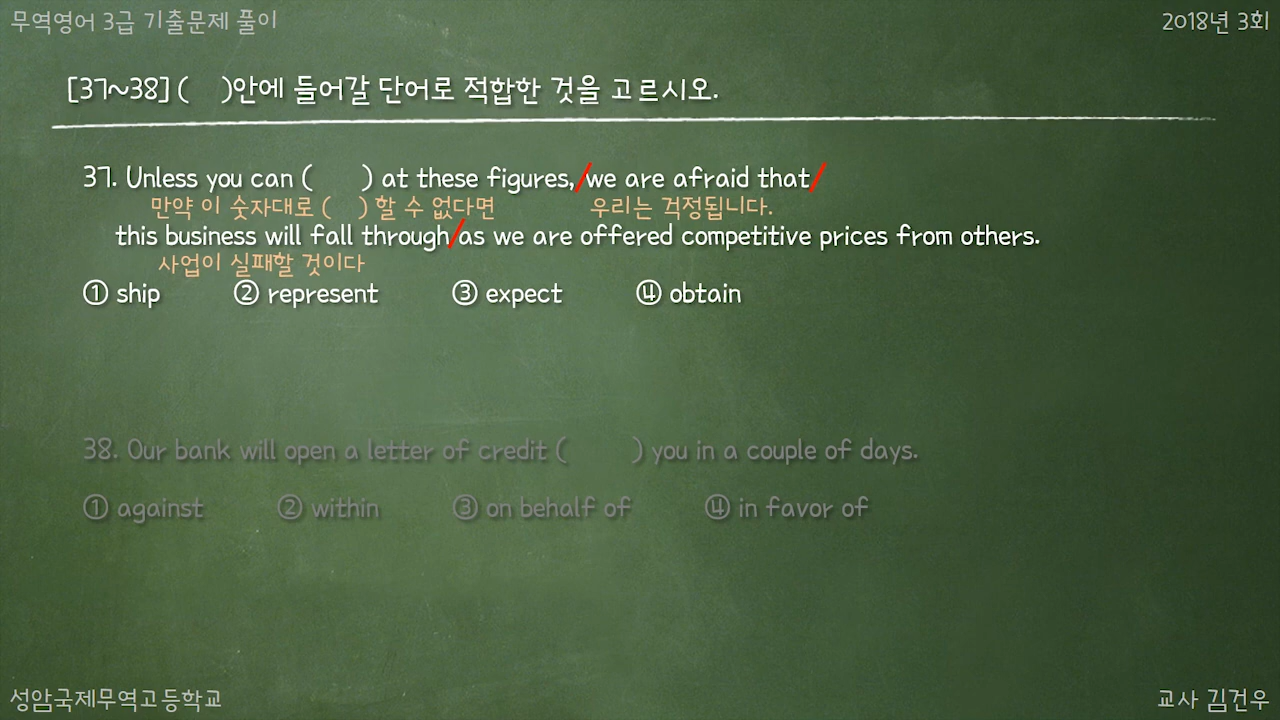 무역영어 3급 기출문제 풀이
2018년 3회
[37~38] ( )안에 들어갈 단어로 적합한 것을 고르시오.
37. Unless you can ( ) at these figures, / we are afraid that /
만약 이 숫자대로 ( ) 할 수 없다면 우리는 걱정됩니다.
this business will fall through / as we are offered competitive prices from others.
사업이 실패할 것이다
① ship ② represent ③ expect ④ obtain
38. Our bank will open a letter of credit ( ) you in a couple of days.
① against ② within ③ on behalf of ④ in favor of
성암국제무역고등학교
교사 김건우